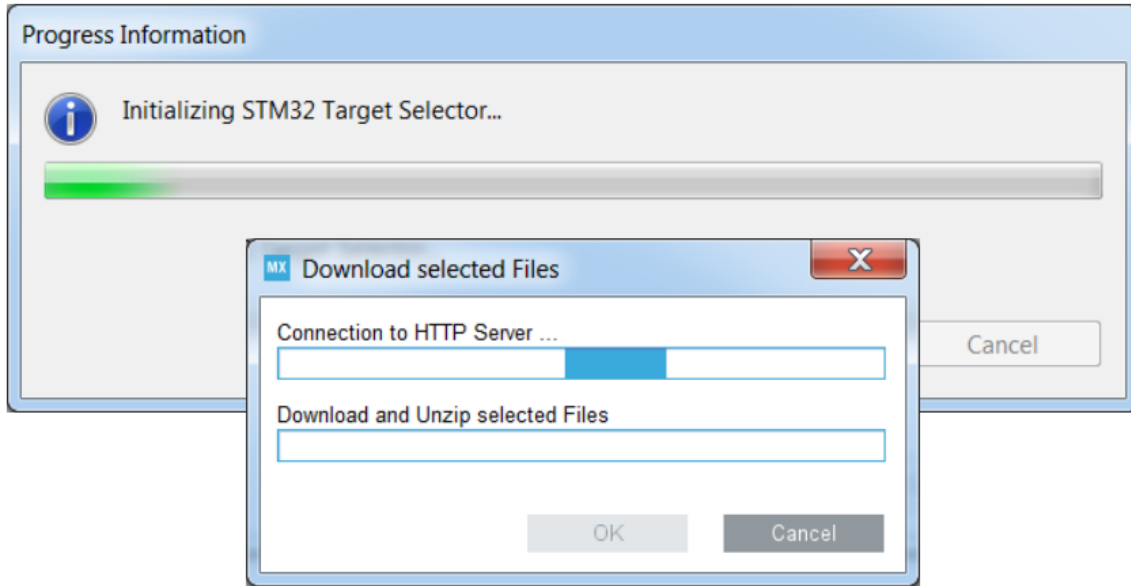 Progress Information
Initializing STM32 Target Selector...
MX Download selected Files
Connection to HTTP Server ...
Cancel
Download and Unzip selected Files
OK Cancel